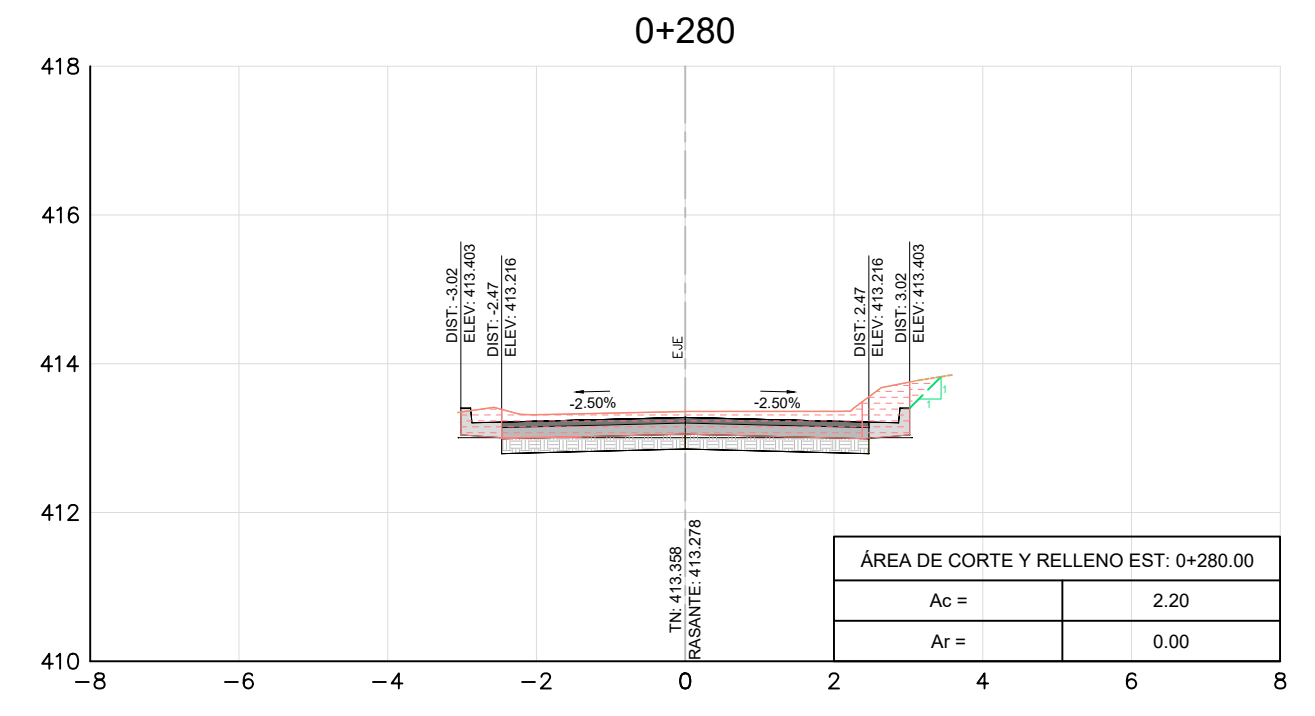 0+280
418
416
414
412
410
DIST: -3.02
ELEV: 413.403
DIST: -2.47
ELEV: 413.216
EJE
DIST: 2.47
ELEV: 413.216
DIST: 3.02
ELEV: 413.403
-2.50%
-2.50%
1
1
TN: 413.358
RASANTE: 413.278
ÁREA DE CORTE Y RELLENO EST: 0+280.00
Ac = 2.20
Ar = 0.00
-8 -6 -4 -2 0 2 4 6 8